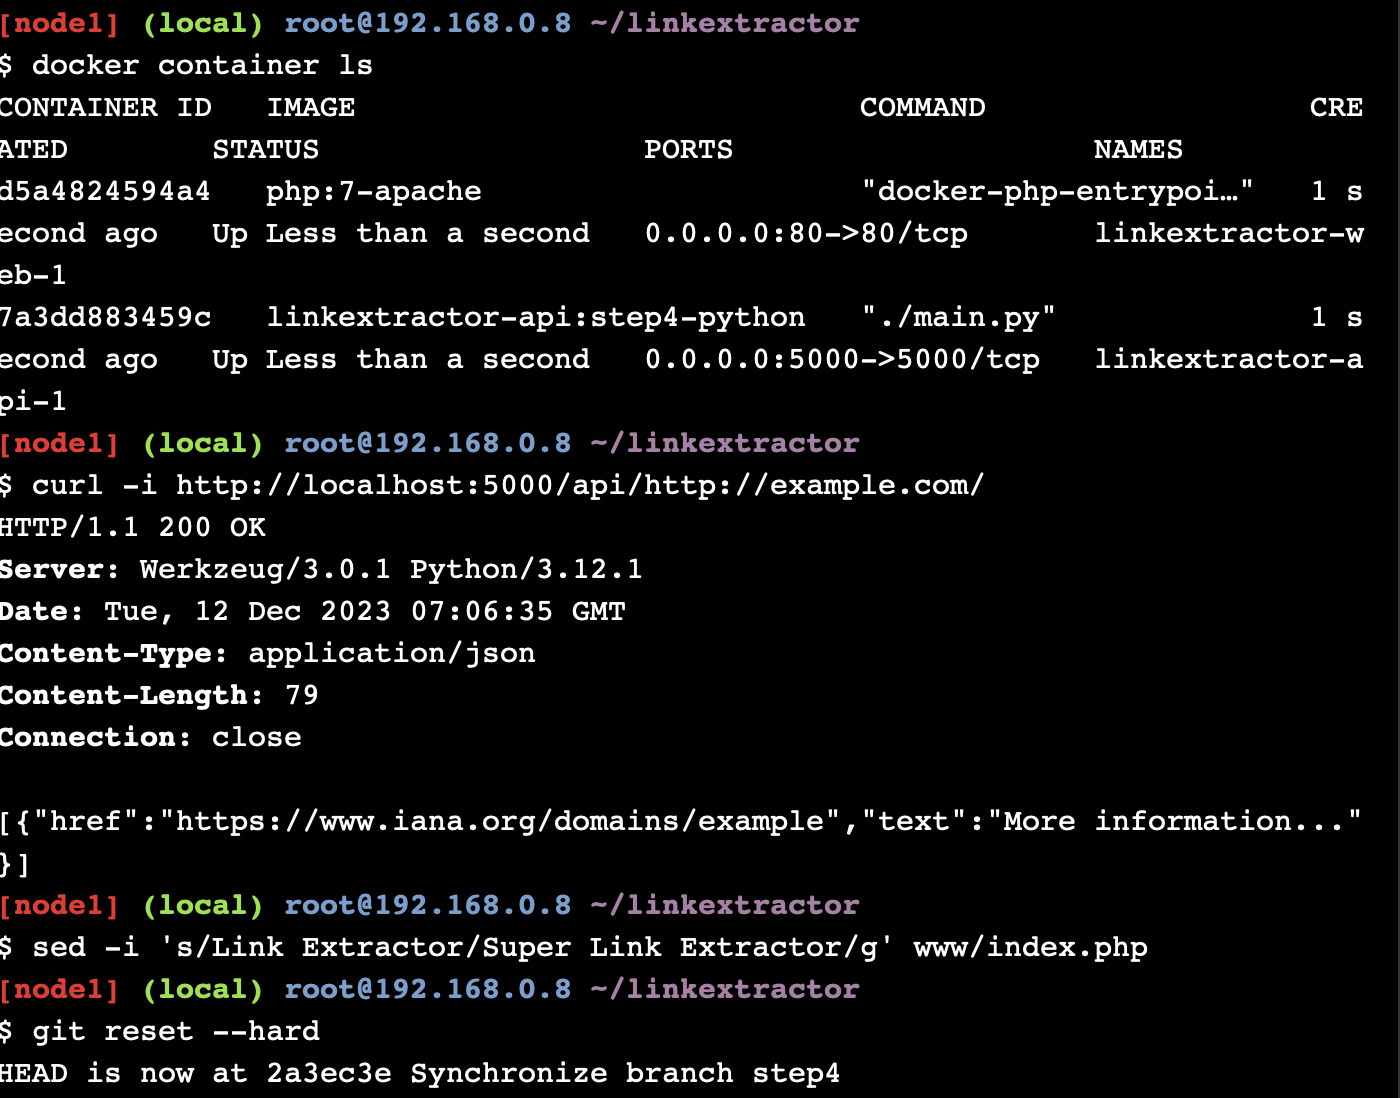 [node1] (local) root@192.168.0.8 ~/linkextractor
$ docker container ls
CONTAINER ID   IMAGE                            COMMAND                  CRE
ATED        STATUS                  PORTS                    NAMES
d5a4824594a4   php:7-apache                     "docker-php-entrypoi…"   1 s
econd ago   Up Less than a second   0.0.0.0:80->80/tcp       linkextractor-w
eb-1
7a3dd883459c   linkextractor-api:step4-python   "./main.py"              1 s
econd ago   Up Less than a second   0.0.0.0:5000->5000/tcp   linkextractor-a
pi-1
[node1] (local) root@192.168.0.8 ~/linkextractor
$ curl -i http://localhost:5000/api/http://example.com/
HTTP/1.1 200 OK
Server: Werkzeug/3.0.1 Python/3.12.1
Date: Tue, 12 Dec 2023 07:06:35 GMT
Content-Type: application/json
Content-Length: 79
Connection: close

[{"href":"https://www.iana.org/domains/example","text":"More information..."
}]
[node1] (local) root@192.168.0.8 ~/linkextractor
$ sed -i 's/Link Extractor/Super Link Extractor/g' www/index.php
[node1] (local) root@192.168.0.8 ~/linkextractor
$ git reset --hard
HEAD is now at 2a3ec3e Synchronize branch step4